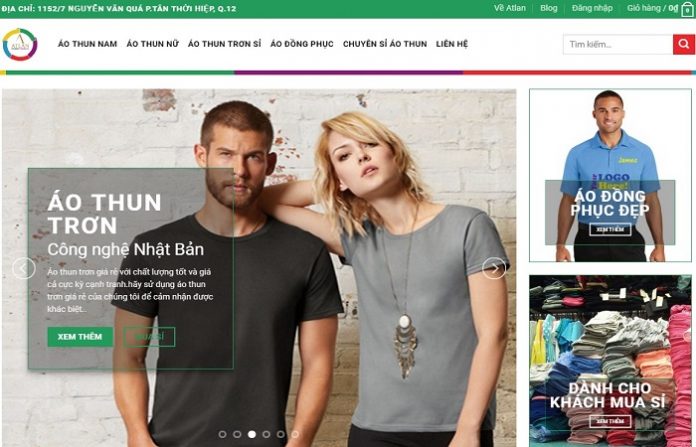 ĐỊA CHỈ: 1152/7 NGUYỄN VĂN QUÁ P.TÂN THỚI HIỆP, Q.12
Về Atlan Blog Đăng nhập Giỏ hàng / 0₫ 0
ATLAN
ÁO THUN NAM ÁO THUN NỮ ÁO THUN TRƠN SỈ ÁO ĐỒNG PHỤC CHUYÊN SỈ ÁO THUN LIÊN HỆ
Tìm kiếm...
ÁO THUN
TRƠN
Công nghệ Nhật Bản
Áo thun trơn giá rẻ với chất lượng tốt và giá
cả cực kỳ cạnh tranh.hãy sử dụng áo thun
trơn giá rẻ của chúng tôi để cảm nhận được
khác biệt..
XEM THÊM
MUA SỈ
James
LOGO
Here!
ÁO ĐỒNG
PHỤC ĐẸP
XEM THÊM
DÀNH CHO
KHÁCH MUA SỈ
XEM THÊM